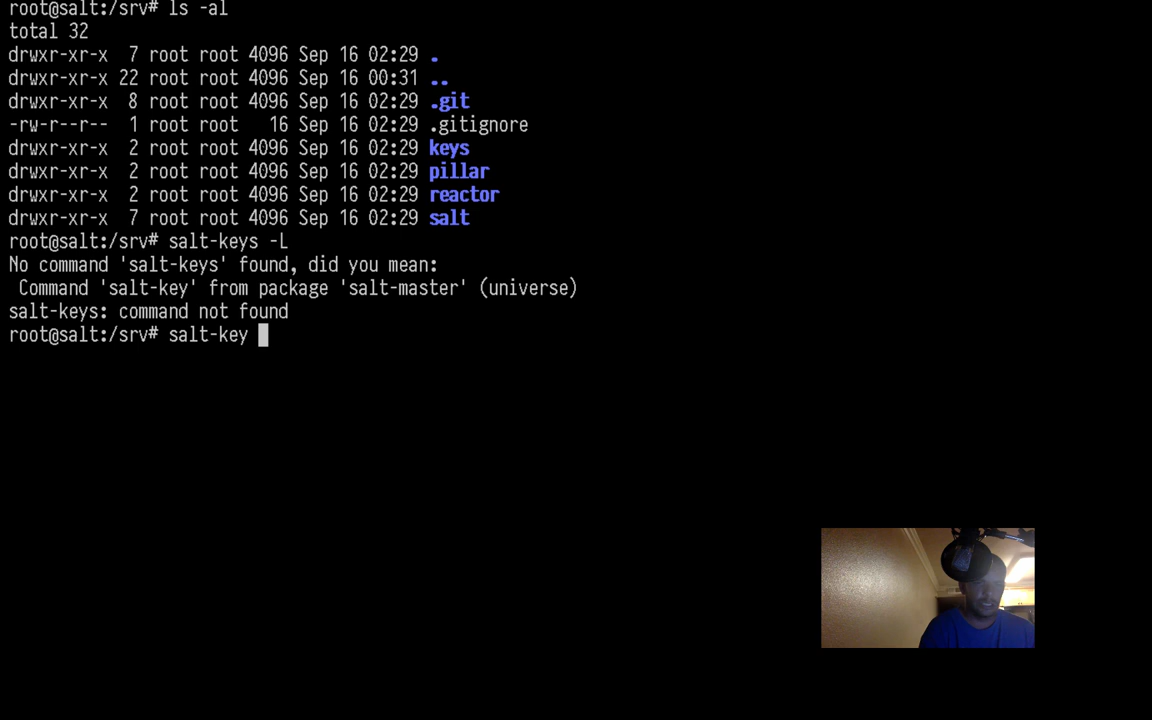 root@salt:/srv# ls -al
total 32
drwxr-xr-x  7 root root 4096 Sep 16 02:29 .
drwxr-xr-x 22 root root 4096 Sep 16 00:31 ..
drwxr-xr-x  8 root root 4096 Sep 16 02:29 .git
-rw-r--r--  1 root root   16 Sep 16 02:29 .gitignore
drwxr-xr-x  2 root root 4096 Sep 16 02:29 keys
drwxr-xr-x  2 root root 4096 Sep 16 02:29 pillar
drwxr-xr-x  2 root root 4096 Sep 16 02:29 reactor
drwxr-xr-x  7 root root 4096 Sep 16 02:29 salt
root@salt:/srv# salt-keys -L
No command 'salt-keys' found, did you mean:
 Command 'salt-key' from package 'salt-master' (universe)
salt-keys: command not found
root@salt:/srv# salt-key